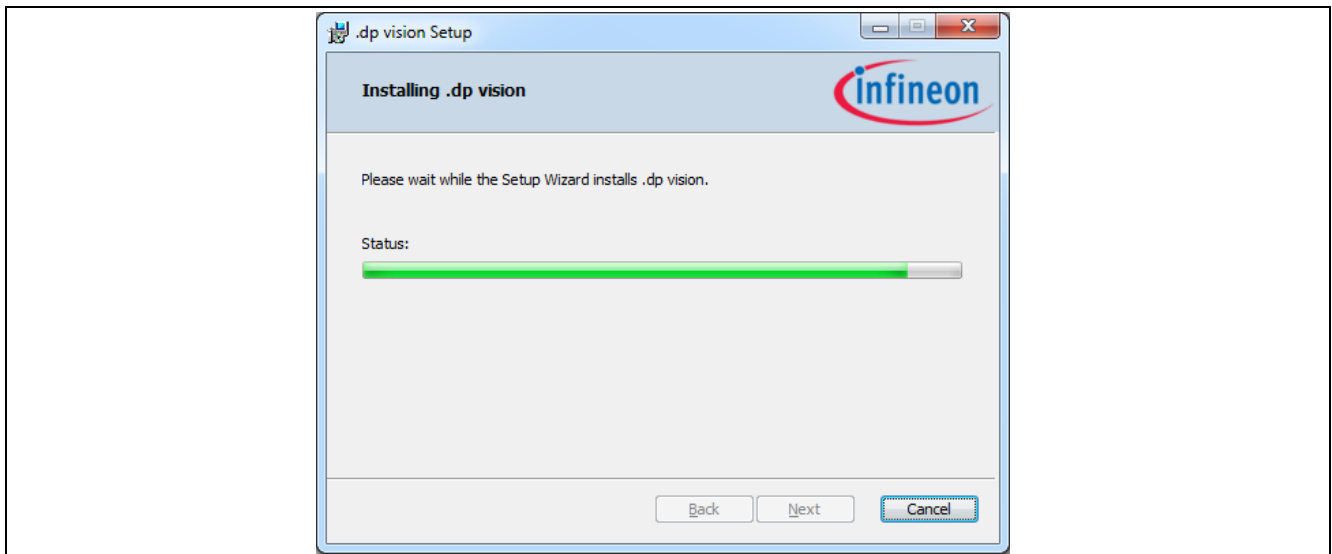 .dp vision Setup
Installing .dp vision
infineon
Please wait while the Setup Wizard installs .dp vision.
Status:
Back Next Cancel